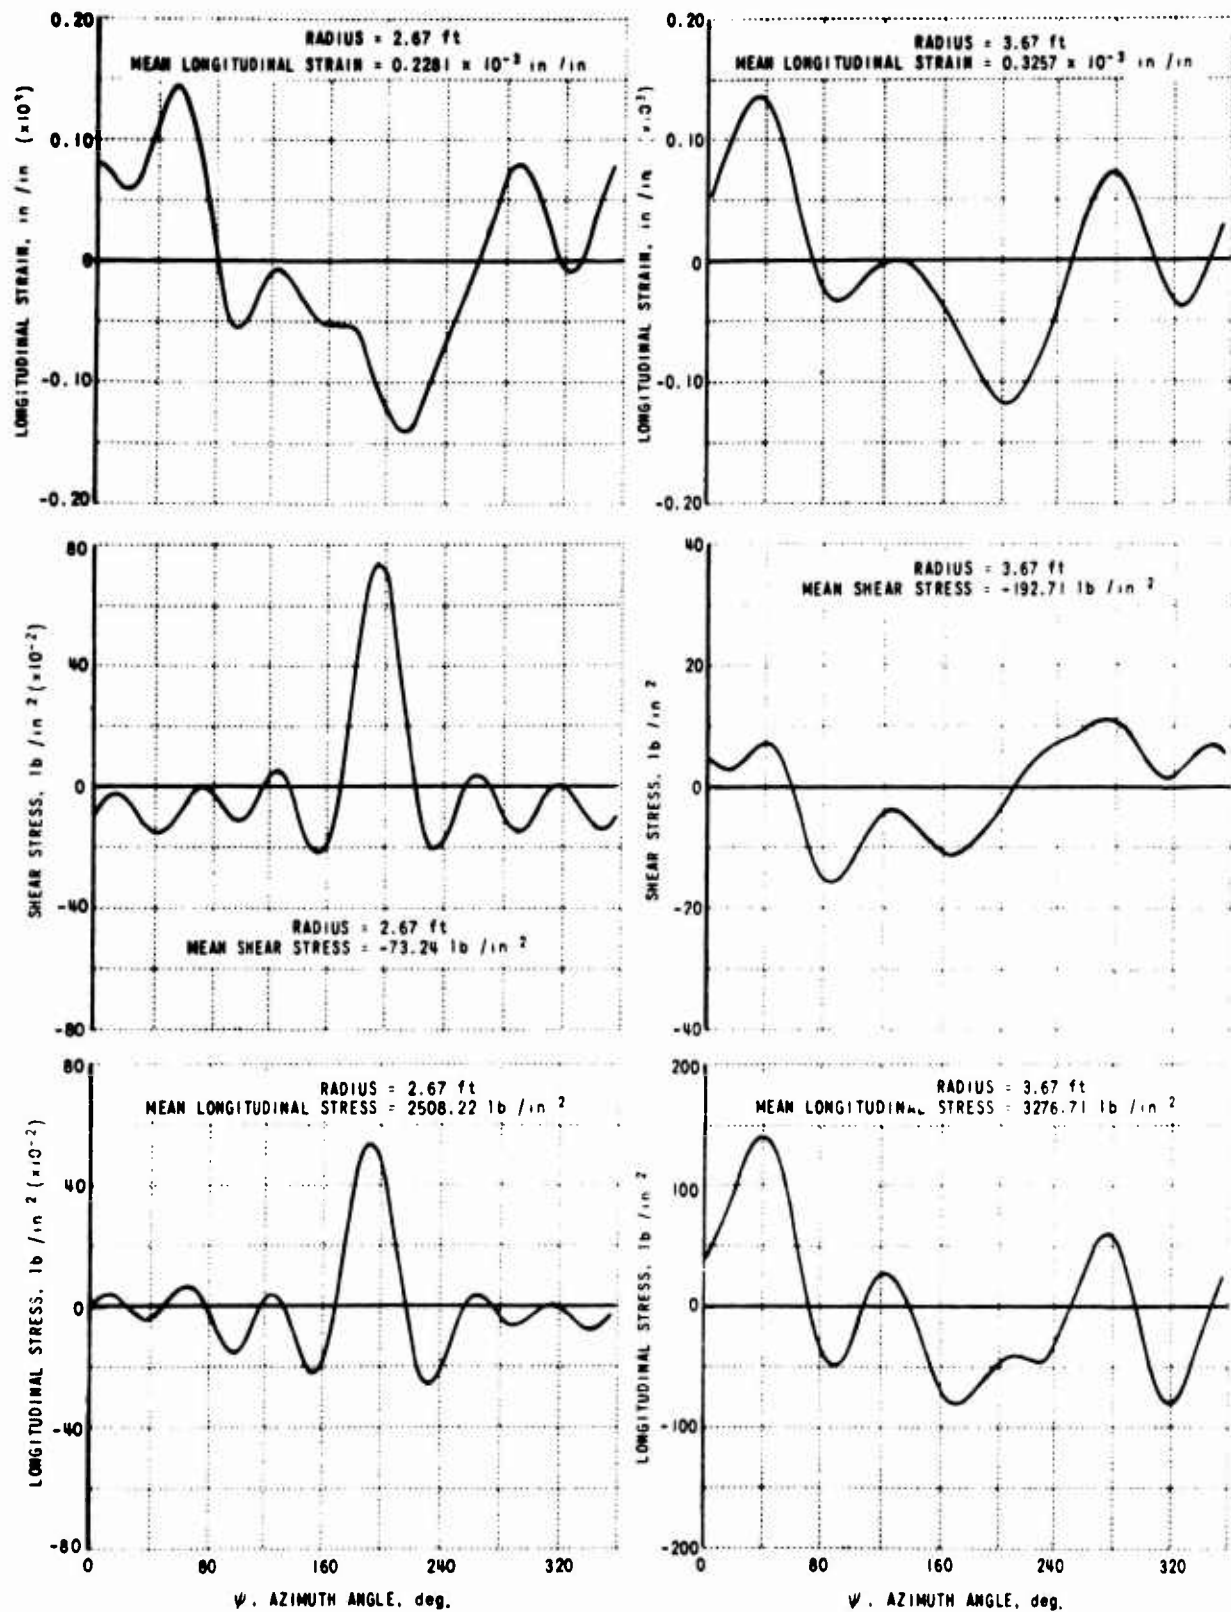 0.20
RADIUS = 2.67 ft
MEAN LONGITUDINAL STRAIN = 0.2281 × 10⁻³ in /in
0.10
0
-0.10
-0.20
LONGITUDINAL STRAIN, in /in (×10³)
0.20
RADIUS = 3.67 ft
MEAN LONGITUDINAL STRAIN = 0.3257 × 10⁻³ in /in
0.10
0
-0.10
-0.20
LONGITUDINAL STRAIN, in /in (×10³)
80
40
0
-40
-80
SHEAR STRESS, lb /in ² (×10⁻²)
RADIUS = 2.67 ft
MEAN SHEAR STRESS = -73.24 lb /in ²
40
RADIUS = 3.67 ft
MEAN SHEAR STRESS = -192.71 lb /in ²
20
0
-20
-40
SHEAR STRESS, lb /in ²
80
RADIUS = 2.67 ft
MEAN LONGITUDINAL STRESS = 2508.22 lb /in ²
40
0
-40
-80
LONGITUDINAL STRESS, lb /in ² (×10⁻²)
0 80 160 240 320
ψ, AZIMUTH ANGLE, deg.
200
RADIUS = 3.67 ft
MEAN LONGITUDINAL STRESS = 3276.71 lb /in ²
100
0
-100
-200
LONGITUDINAL STRESS, lb /in ²
0 80 160 240 320
ψ, AZIMUTH ANGLE, deg.